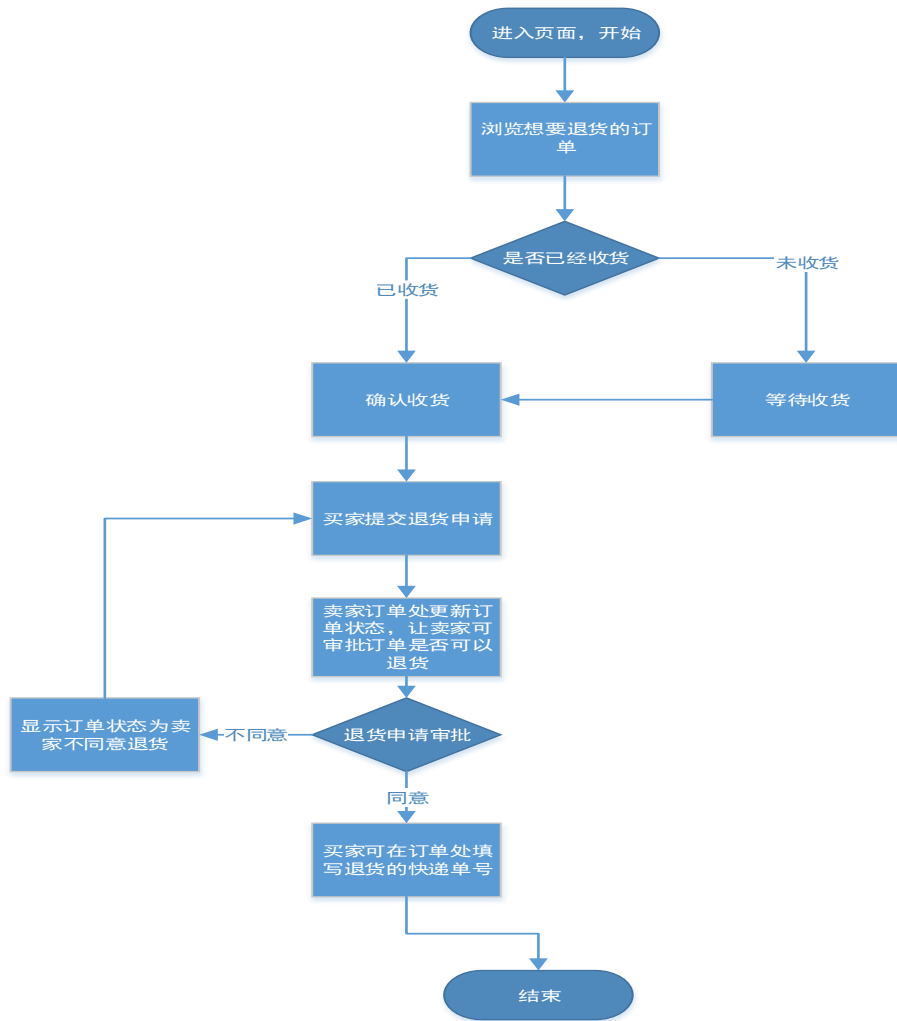 进入页面，开始
浏览想要退货的订
单
是否已经收货
未收货
已收货
确认收货
等待收货
买家提交退货申请
卖家订单处更新订
单状态，让卖家可
审批订单是否可以
退货
显示订单状态为卖
家不同意退货
不同意
退货申请审批
同意
买家可在订单处填
写退货的快递单号
结束